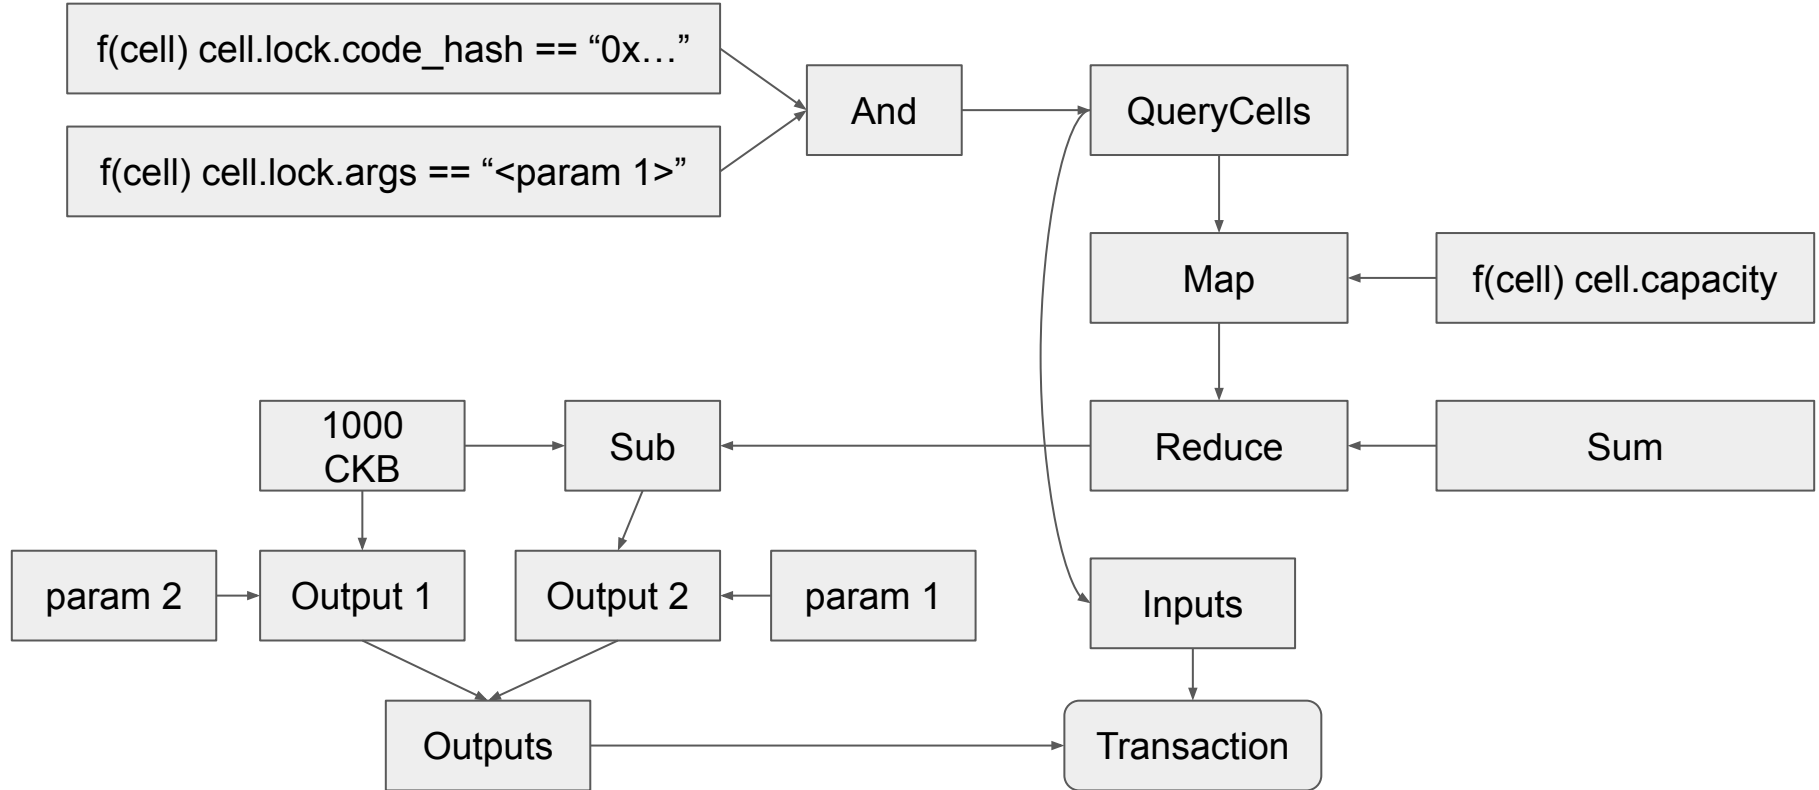 f(cell) cell.lock.code_hash == “0x…”
And
QueryCells
f(cell) cell.lock.args == “<param 1>”
Map
f(cell) cell.capacity
1000
CKB
Sub
Reduce
Sum
param 2
Output 1
Output 2
param 1
Inputs
Outputs
Transaction